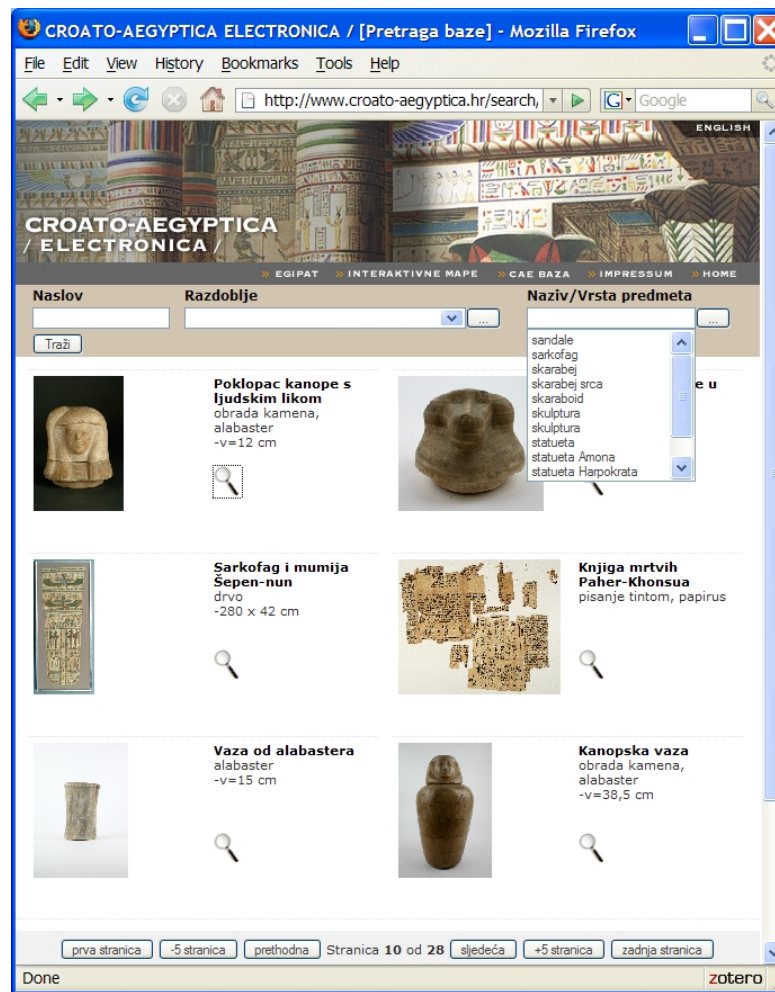 CROATO-AEGYPTICA ELECTRONICA / [Pretraga baze] - Mozilla Firefox
File Edit View History Bookmarks Tools Help
http://www.croato-aegyptica.hr/search, G Google
ENGLISH
CROATO-AEGYPTICA
/ ELECTRONICA /
» EGIPAT » INTERAKTIVNE MAPE » CAE BAZA » IMPRESSUM » HOME
Naslov Razdoblje Naziv/Vrsta predmeta
... ...
Traži
sandale
sarkofag
skarabej
skarabej srca
skaraboid
skulptura
skulptura
statueta
statueta Amona
statueta Harpokrata
Poklopac kanope s
ljudskim likom
obrada kamena,
alabaster
-v=12 cm
e u
Sarkofag i mumija
Šepen-nun
drvo
-280 x 42 cm
Knjiga mrtvih
Paher-Khonsua
pisanje tintom, papirus
Vaza od alabastera
alabaster
-v=15 cm
Kanopska vaza
obrada kamena,
alabaster
-v=38,5 cm
prva stranica -5 stranica prethodna Stranica 10 od 28 sljedeća +5 stranica zadnja stranica
Done zotero